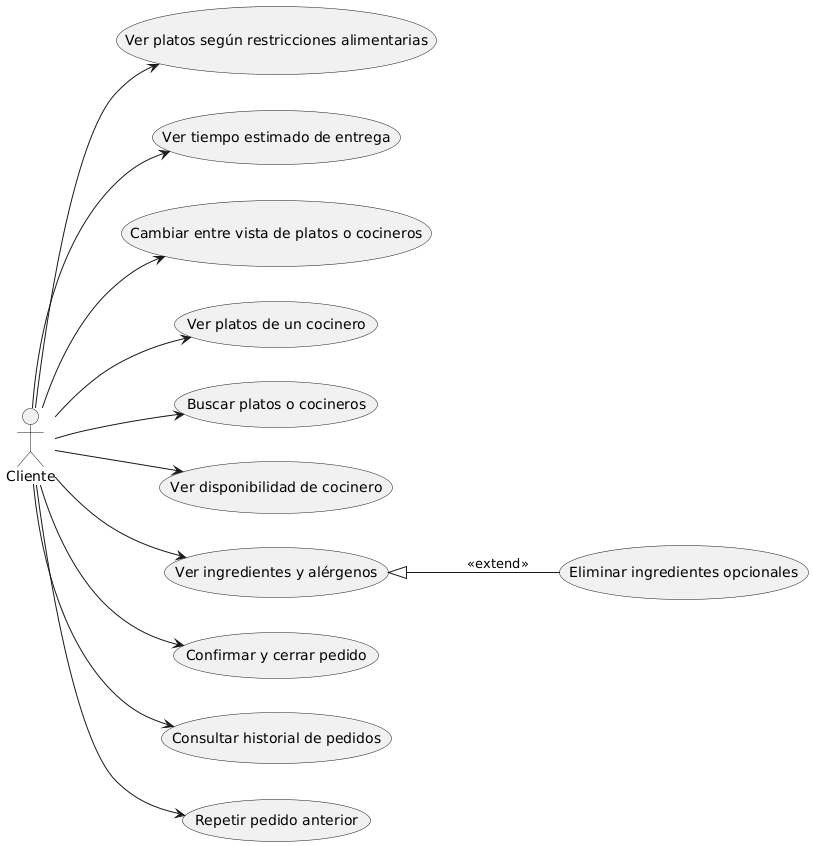 Ver platos según restricciones alimentarias
Ver tiempo estimado de entrega
Cambiar entre vista de platos o cocineros
Ver platos de un cocinero
Buscar platos o cocineros
Cliente
Ver disponibilidad de cocinero
Ver ingredientes y alérgenos
«extend»
Eliminar ingredientes opcionales
Confirmar y cerrar pedido
Consultar historial de pedidos
Repetir pedido anterior